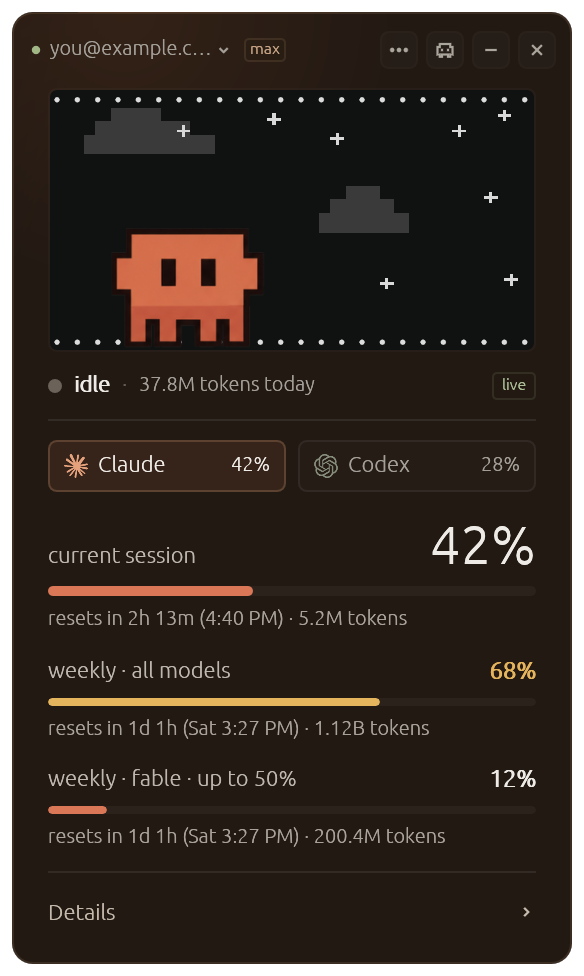 you@example.c... max
idle · 37.8M tokens today live
Claude 42% Codex 28%
current session 42%
resets in 2h 13m (4:40 PM) · 5.2M tokens
weekly · all models 68%
resets in 1d 1h (Sat 3:27 PM) · 1.12B tokens
weekly · fable · up to 50% 12%
resets in 1d 1h (Sat 3:27 PM) · 200.4M tokens
Details